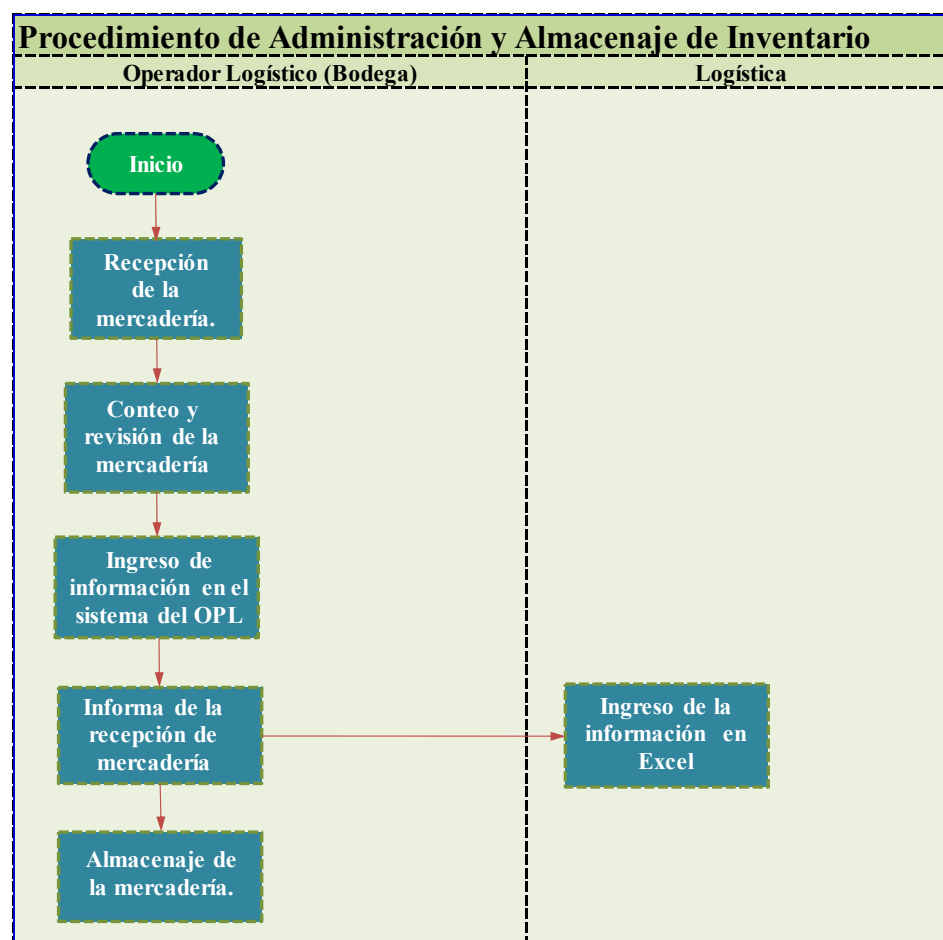 Procedimiento de Administración y Almacenaje de Inventario
Operador Logístico (Bodega)
Logística
Inicio
Recepción
de la
mercadería.
Conteo y
revisión de la
mercadería
Ingreso de
información en el
sistema del OPL
Informa de la
recepción de
mercadería
Ingreso de la
información en
Excel
Almacenaje de
la mercadería.